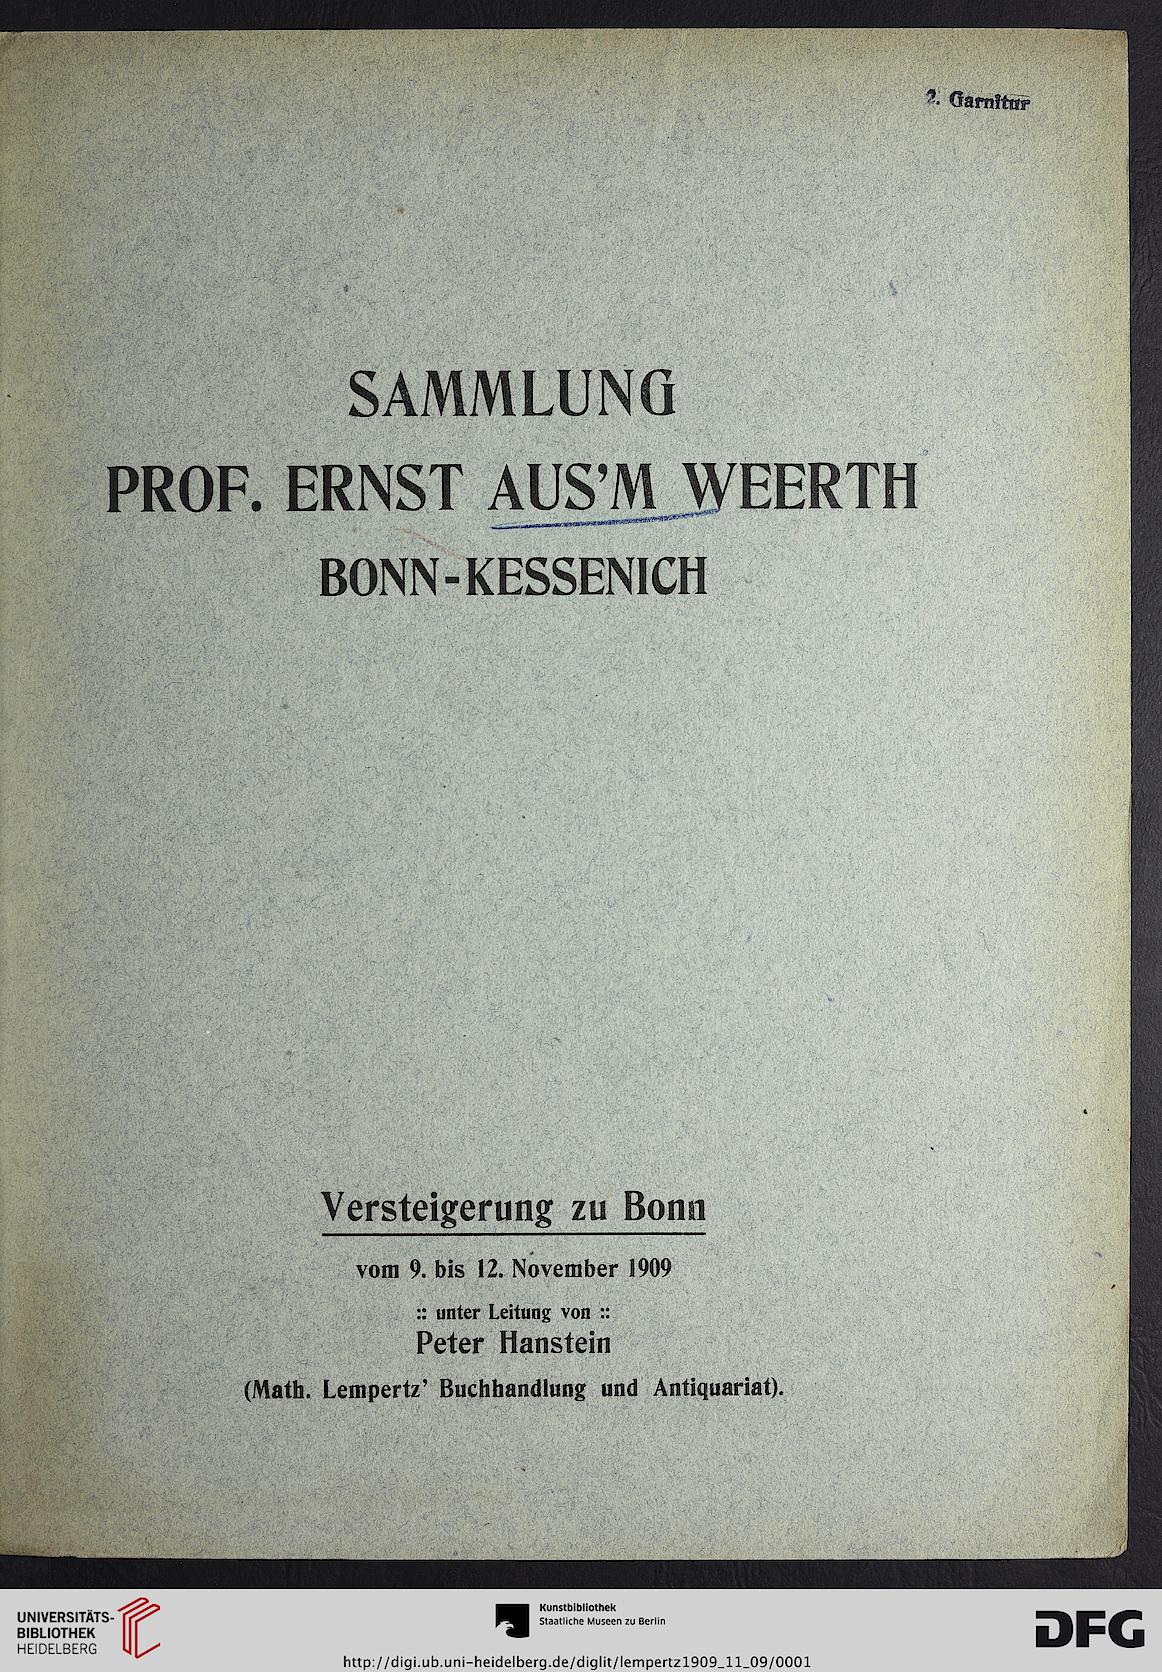 2. Garnitur
SAMMLUNG
PROF. ERNST AUS'M WEERTH
BONN-KESSENICH
Versteigerung zu Bonn
vom 9. bis 12. November 1909
:: unter Leitung von ::
Peter Hanstein
(Math. Lempertz' Buchhandlung und Antiquariat).
UNIVERSITÄTS-
BIBLIOTHEK
HEIDELBERG
Kunstbibliothek
Staatliche Museen zu Berlin
http://digi.ub.uni-heidelberg.de/diglit/lempertz1909_11_09/0001
DFG